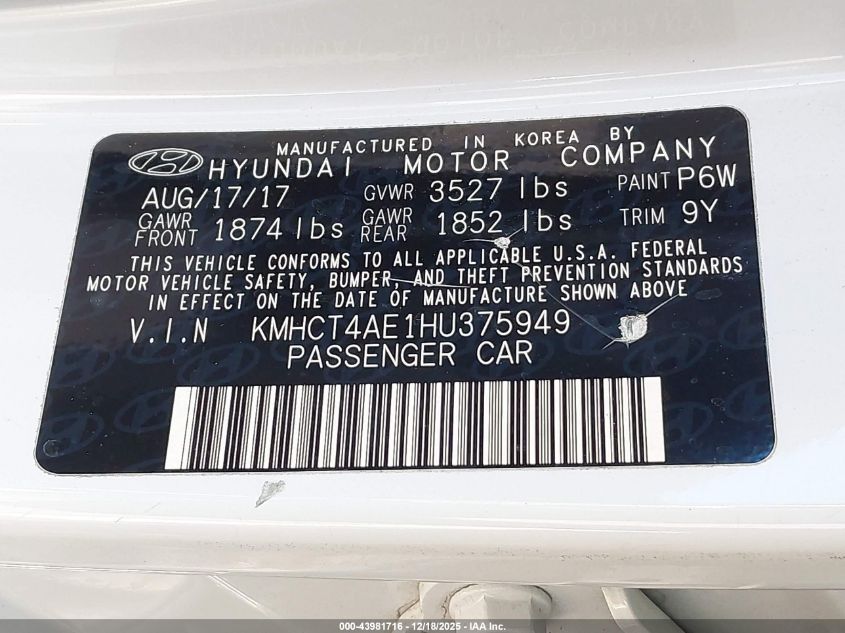 MANUFACTURED IN KOREA BY
HYUNDAI MOTOR COMPANY
AUG/17/17 GVWR 3527 lbs PAINT P6W
GAWR FRONT 1874 lbs GAWR REAR 1852 lbs TRIM 9Y
THIS VEHICLE CONFORMS TO ALL APPLICABLE U.S.A. FEDERAL
MOTOR VEHICLE SAFETY, BUMPER, AND THEFT PREVENTION STANDARDS
IN EFFECT ON THE DATE OF MANUFACTURE SHOWN ABOVE
V.I.N KMHCT4AE1HU375949
PASSENGER CAR
000-43981716 - 12/18/2025 - IAA Inc.